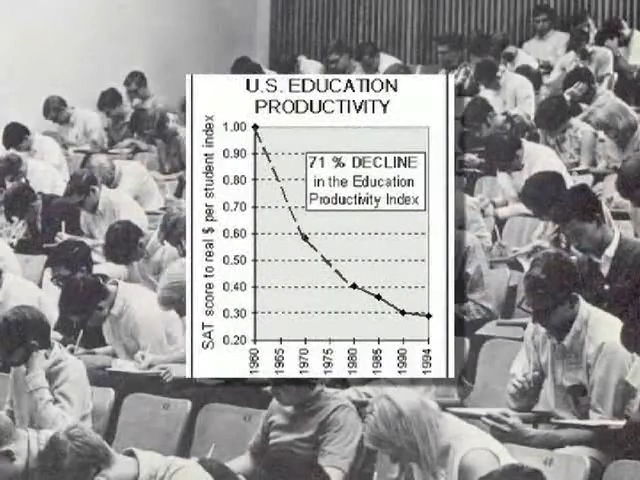 U.S. EDUCATION
PRODUCTIVITY
SAT score to real $ per student index
1.00
0.90
0.80
0.70
0.60
0.50
0.40
0.30
0.20
71 % DECLINE
in the Education
Productivity Index
1960
1965
1970
1975
1980
1985
1990
1994